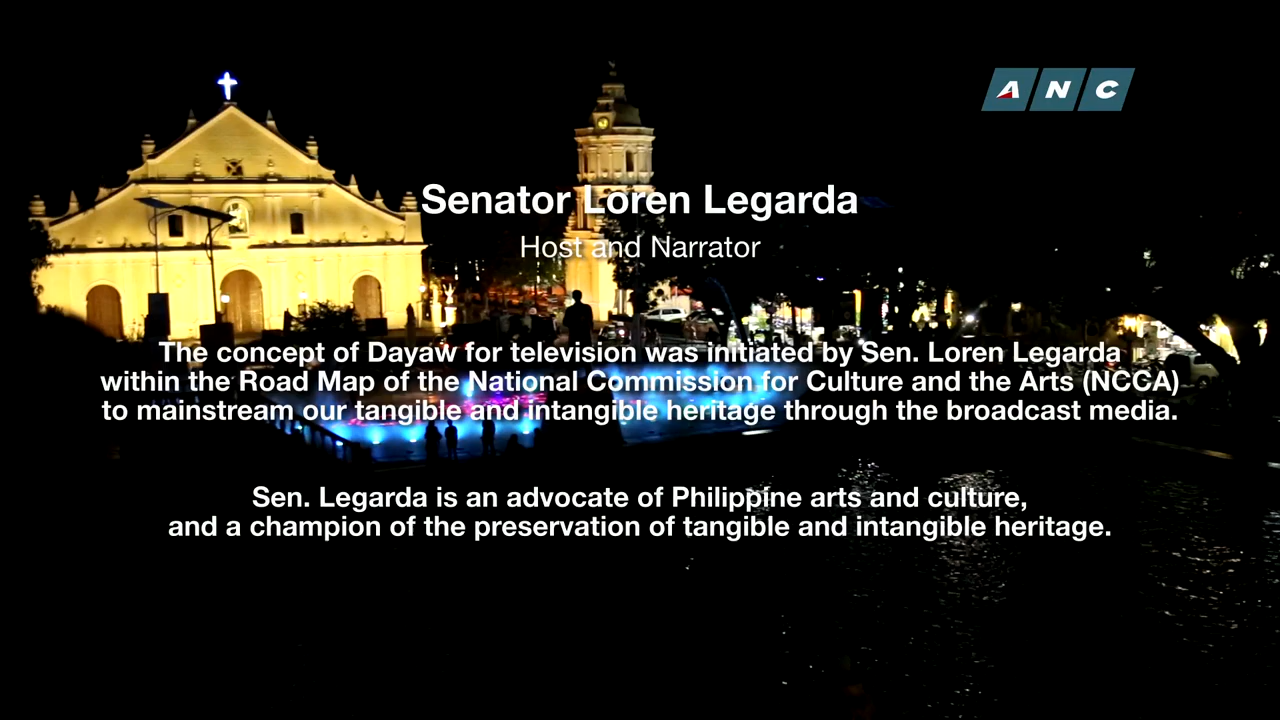 ANC
Senator Loren Legarda
Host and Narrator
The concept of Dayaw for television was initiated by Sen. Loren Legarda
within the Road Map of the National Commission for Culture and the Arts (NCCA)
to mainstream our tangible and intangible heritage through the broadcast media.
Sen. Legarda is an advocate of Philippine arts and culture,
and a champion of the preservation of tangible and intangible heritage.